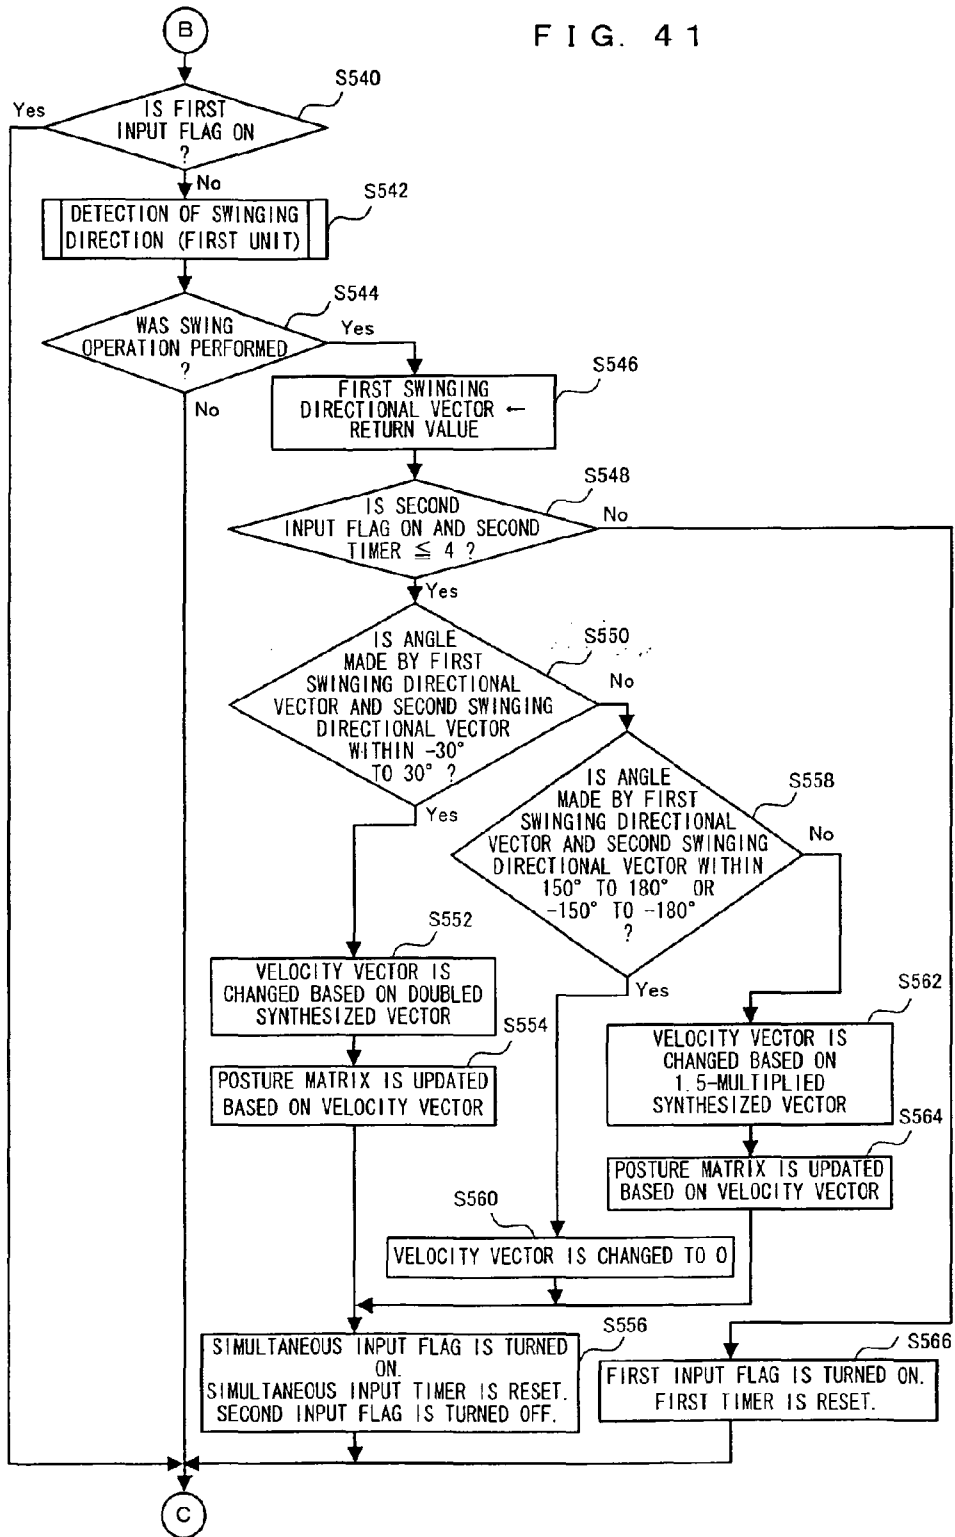 B
FIG. 41
S540
Yes
IS FIRST
INPUT FLAG ON
?
No
S542
DETECTION OF SWINGING
DIRECTION (FIRST UNIT)
S544
WAS SWING
OPERATION PERFORMED
?
Yes
No
S546
FIRST SWINGING
DIRECTIONAL VECTOR ←
RETURN VALUE
S548
IS SECOND
INPUT FLAG ON AND SECOND
TIMER ≦ 4 ?
No
Yes
S550
IS ANGLE
MADE BY FIRST
SWINGING DIRECTIONAL
VECTOR AND SECOND SWINGING
DIRECTIONAL VECTOR
WITHIN -30°
TO 30° ?
No
Yes
S558
IS ANGLE
MADE BY FIRST
SWINGING DIRECTIONAL
VECTOR AND SECOND SWINGING
DIRECTIONAL VECTOR WITHIN
150° TO 180° OR
-150° TO -180°
?
No
Yes
S552
VELOCITY VECTOR IS
CHANGED BASED ON DOUBLED
SYNTHESIZED VECTOR
S554
POSTURE MATRIX IS UPDATED
BASED ON VELOCITY VECTOR
S562
VELOCITY VECTOR IS
CHANGED BASED ON
1.5-MULTIPLIED
SYNTHESIZED VECTOR
S564
POSTURE MATRIX IS UPDATED
BASED ON VELOCITY VECTOR
S560
VELOCITY VECTOR IS CHANGED TO 0
S556
SIMULTANEOUS INPUT FLAG IS TURNED
ON.
SIMULTANEOUS INPUT TIMER IS RESET.
SECOND INPUT FLAG IS TURNED OFF.
S566
FIRST INPUT FLAG IS TURNED ON.
FIRST TIMER IS RESET.
C